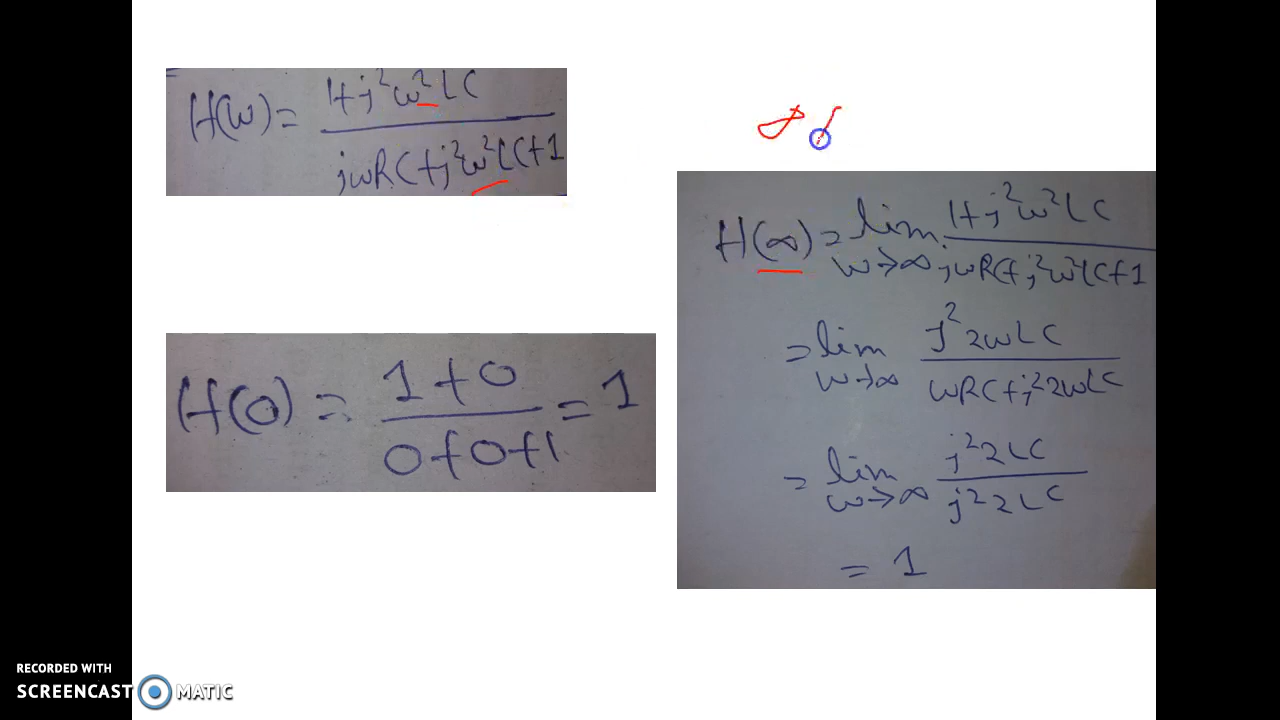 H(w) = 1+j²w²LC / jwRC+j²w²LC+1
H(0) = 1+0 / 0+0+1 = 1
∞
H(∞) = lim w→∞ 1+j²w²LC / jwRC+j²w²LC+1
= lim w→∞ J²2wLC / wRC+j²2wLC
= lim w→∞ j²2LC / j²2LC
= 1
RECORDED WITH
SCREENCAST MATIC